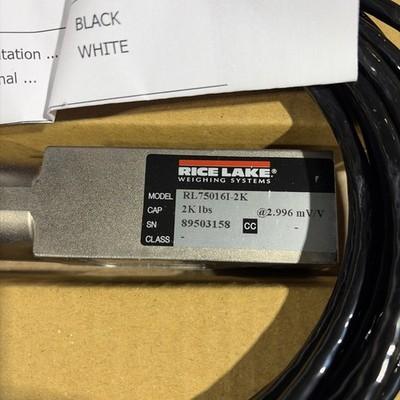 BLACK
...tation ... WHITE
nal ...
RICE LAKE®
WEIGHING SYSTEMS
MODEL RL75016I-2K
CAP 2K lbs @2.996 mV/V
SN 89503158 CC -
CLASS -